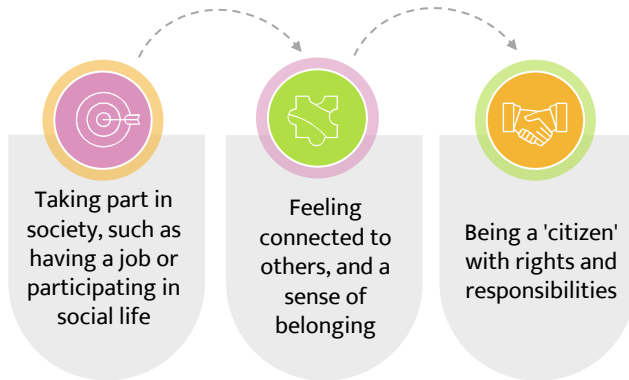 Taking part in
society, such as
having a job or
participating in
social life
Feeling
connected to
others, and a
sense of
belonging
Being a 'citizen'
with rights and
responsibilities